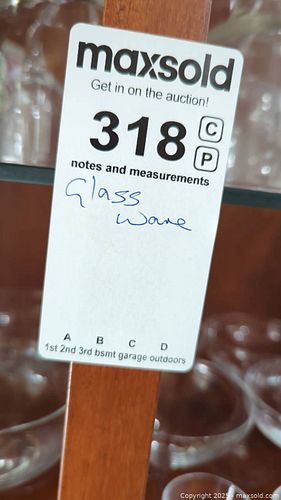 maxsold
Get in on the auction!
318 C
P
notes and measurements
Glass
ware
A B C D
1st 2nd 3rd bsmt garage outdoors
Copyright 2025 - maxsold.com